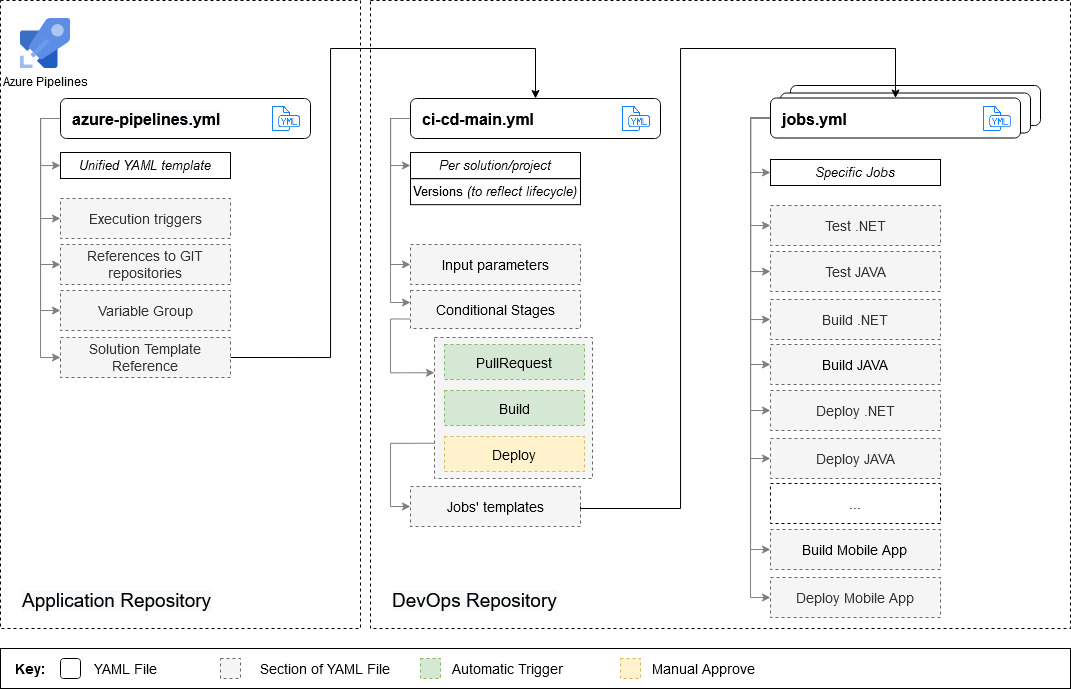 Azure Pipelines
azure-pipelines.yml
YML
Unified YAML template
Execution triggers
References to GIT
repositories
Variable Group
Solution Template
Reference
Application Repository
ci-cd-main.yml
YML
Per solution/project
Versions (to reflect lifecycle)
Input parameters
Conditional Stages
PullRequest
Build
Deploy
Jobs' templates
DevOps Repository
jobs.yml
YML
Specific Jobs
Test .NET
Test JAVA
Build .NET
Build JAVA
Deploy .NET
Deploy JAVA
...
Build Mobile App
Deploy Mobile App
Key:
YAML File
Section of YAML File
Automatic Trigger
Manual Approve